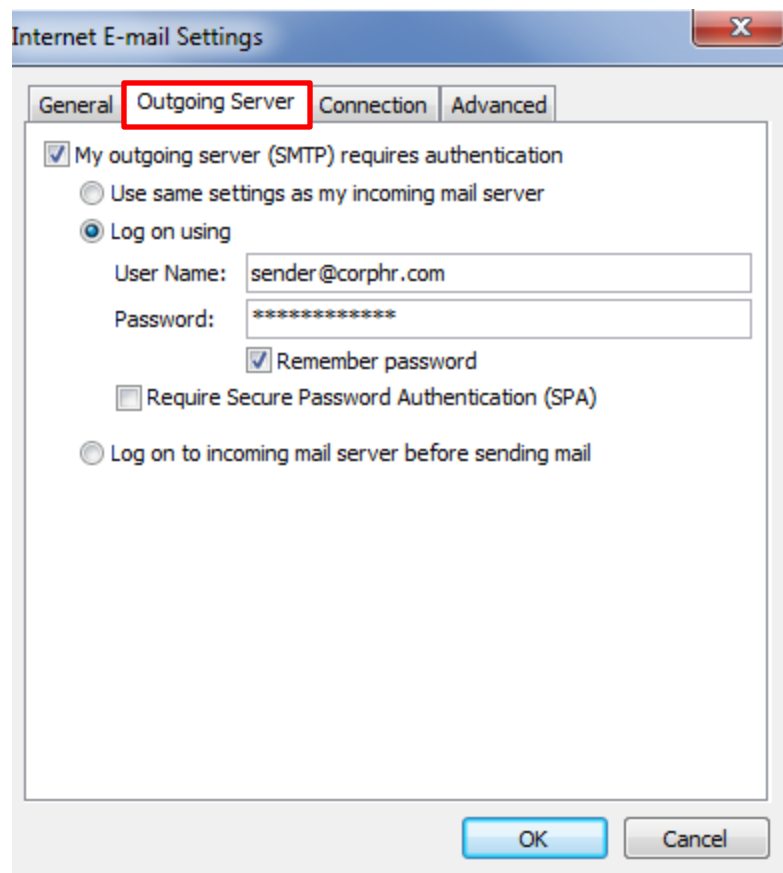 Internet E-mail Settings
X
General Outgoing Server Connection Advanced
My outgoing server (SMTP) requires authentication
Use same settings as my incoming mail server
Log on using
User Name: sender@corphr.com
Password: ************
Remember password
Require Secure Password Authentication (SPA)
Log on to incoming mail server before sending mail
OK Cancel